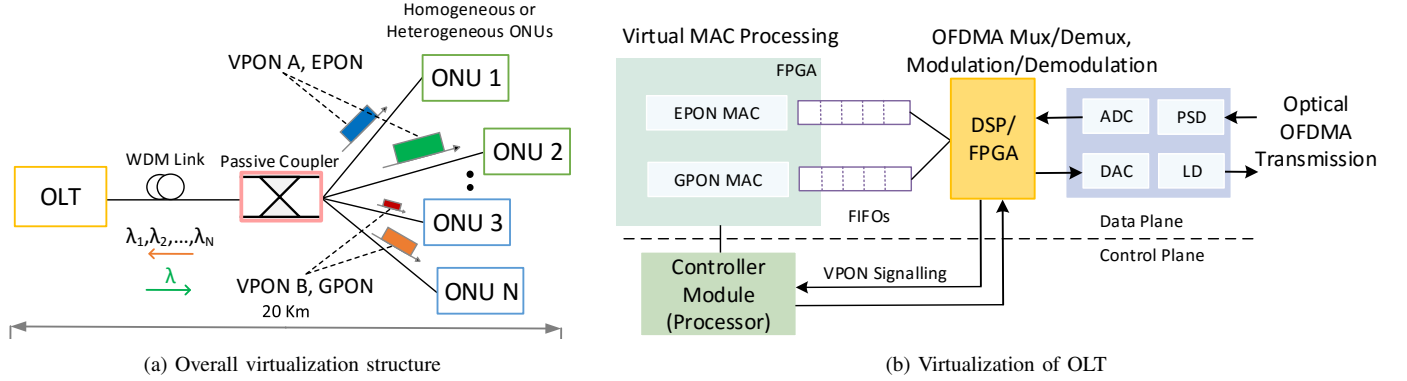 Homogeneous or
Heterogeneous ONUs
VPON A, EPON
ONU 1
ONU 2
WDM Link
Passive Coupler
OLT
ONU 3
λ1,λ2,...,λN
λ
VPON B, GPON
ONU N
20 Km
(a) Overall virtualization structure
Virtual MAC Processing
OFDMA Mux/Demux,
Modulation/Demodulation
FPGA
EPON MAC
GPON MAC
FIFOs
DSP/
FPGA
ADC
PSD
DAC
LD
Optical
OFDMA
Transmission
Data Plane
Control Plane
Controller
Module
(Processor)
VPON Signalling
(b) Virtualization of OLT